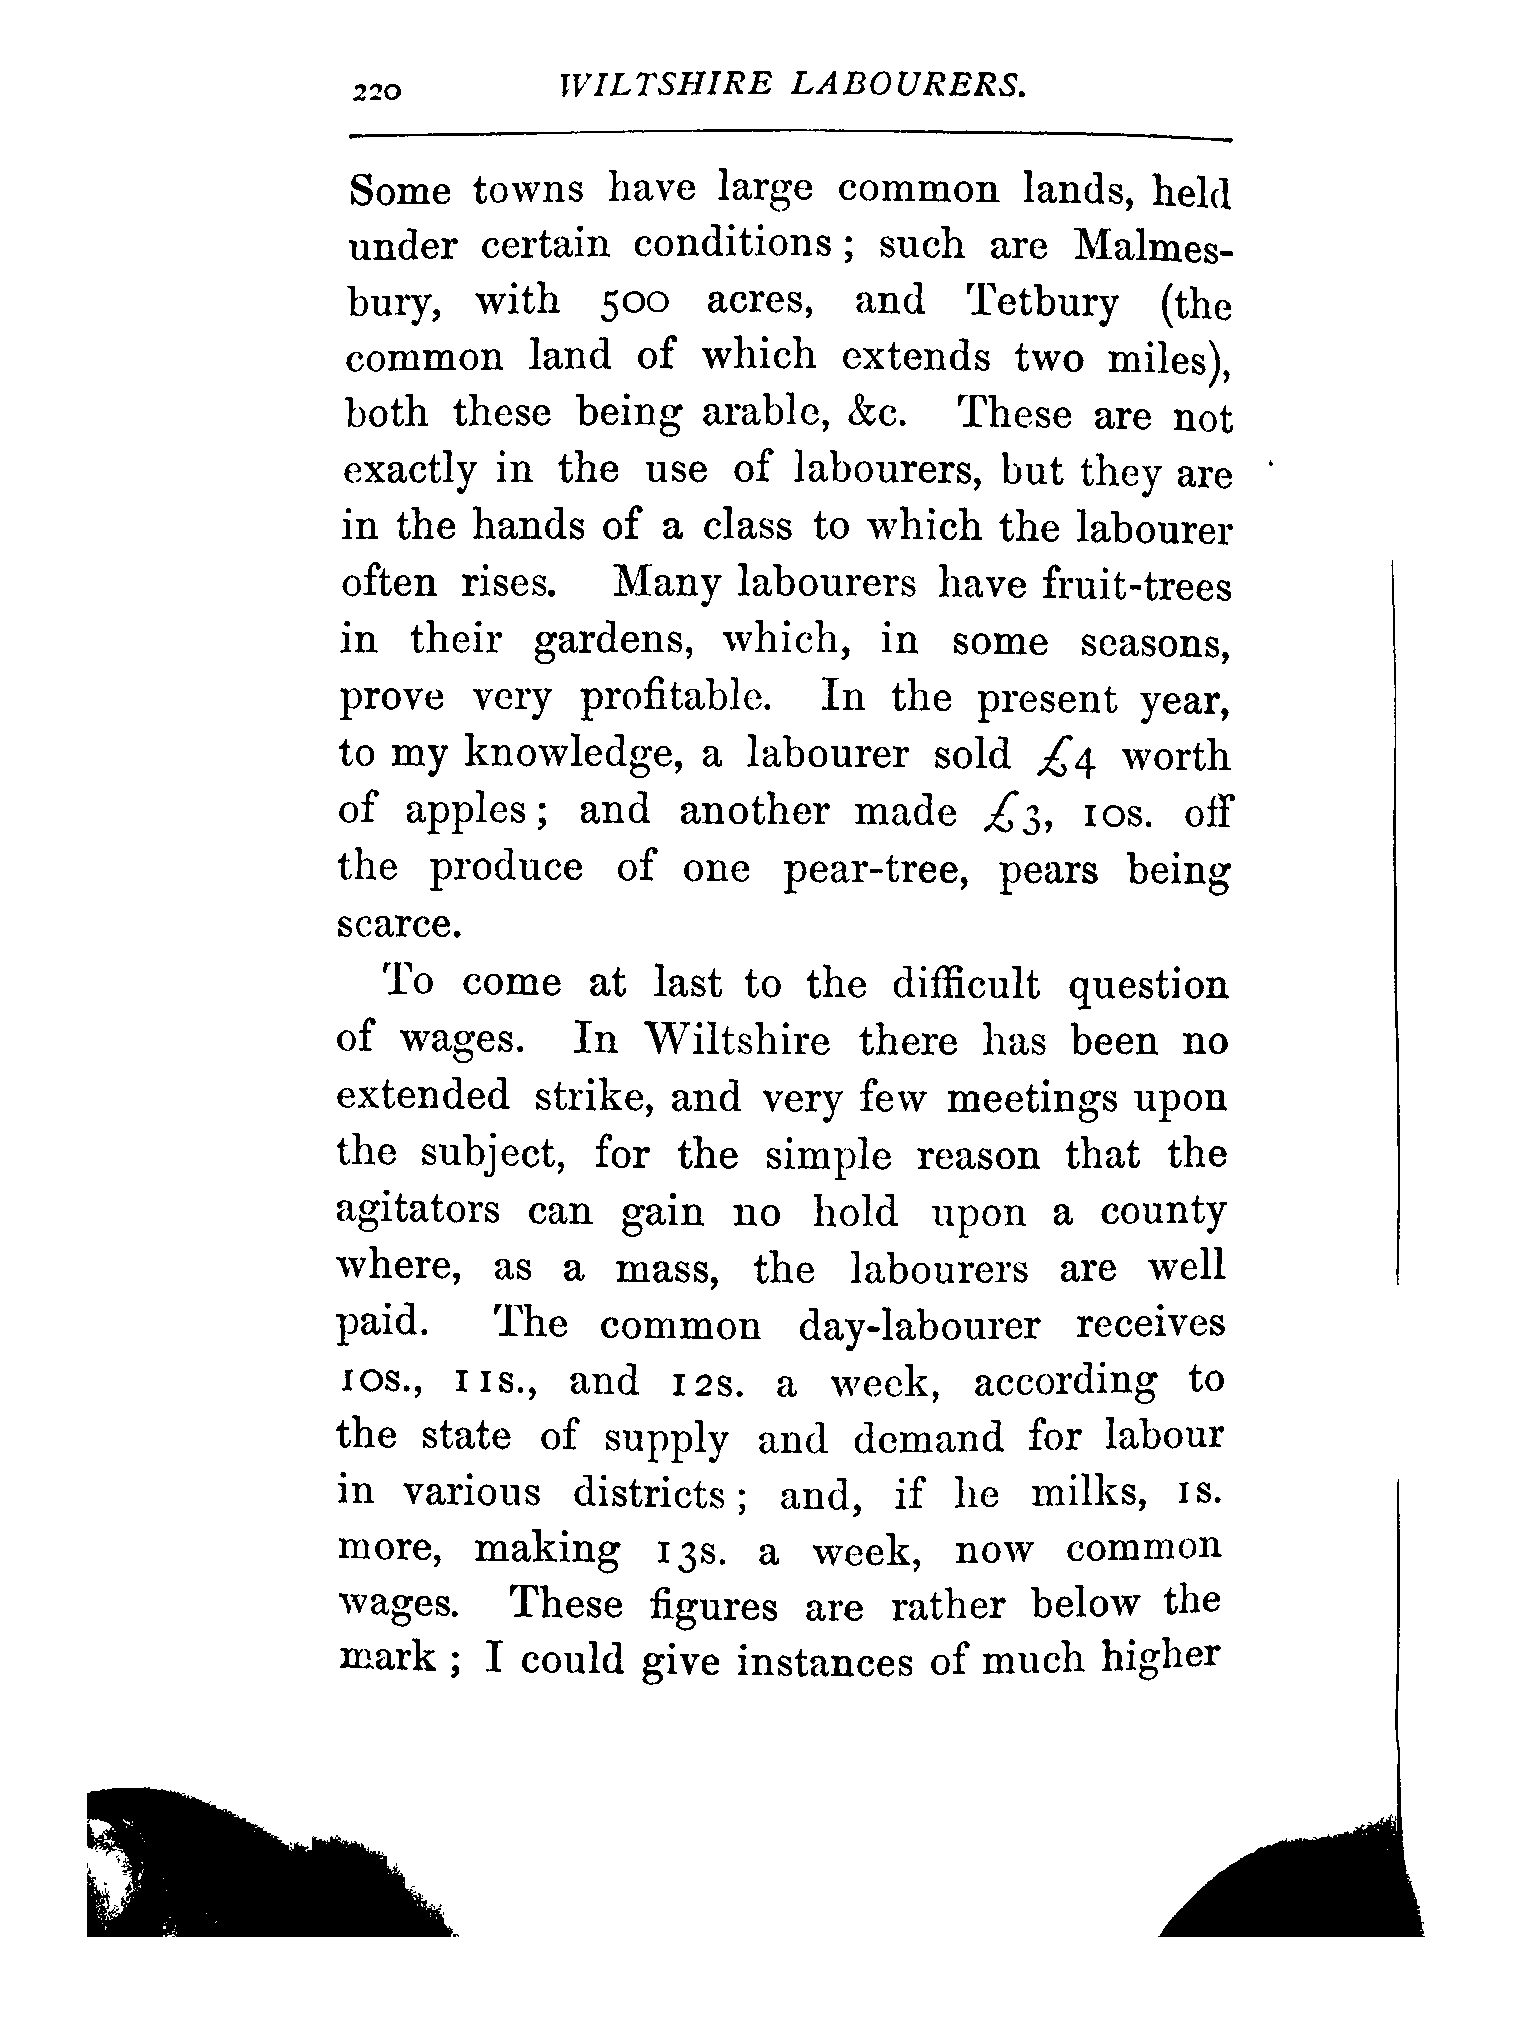 220 WILTSHIRE LABOURERS.
Some towns have large common lands, held
under certain conditions; such are Malmes-
bury, with 500 acres, and Tetbury (the
common land of which extends two miles),
both these being arable, &c. These are not
exactly in the use of labourers, but they are
in the hands of a class to which the labourer
often rises. Many labourers have fruit-trees
in their gardens, which, in some seasons,
prove very profitable. In the present year,
to my knowledge, a labourer sold £4 worth
of apples; and another made £3, 10s. off
the produce of one pear-tree, pears being
scarce.
To come at last to the difficult question
of wages. In Wiltshire there has been no
extended strike, and very few meetings upon
the subject, for the simple reason that the
agitators can gain no hold upon a county
where, as a mass, the labourers are well
paid. The common day-labourer receives
10s., 11s., and 12s. a week, according to
the state of supply and demand for labour
in various districts; and, if he milks, 1s.
more, making 13s. a week, now common
wages. These figures are rather below the
mark; I could give instances of much higher